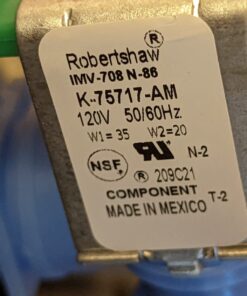 Robertshaw ®
IMV-708 N-86
K-75717-AM
120V 50/60Hz
W1=35 W2=20
NSF ® N-2
® 209C21
COMPONENT T-2
MADE IN MEXICO